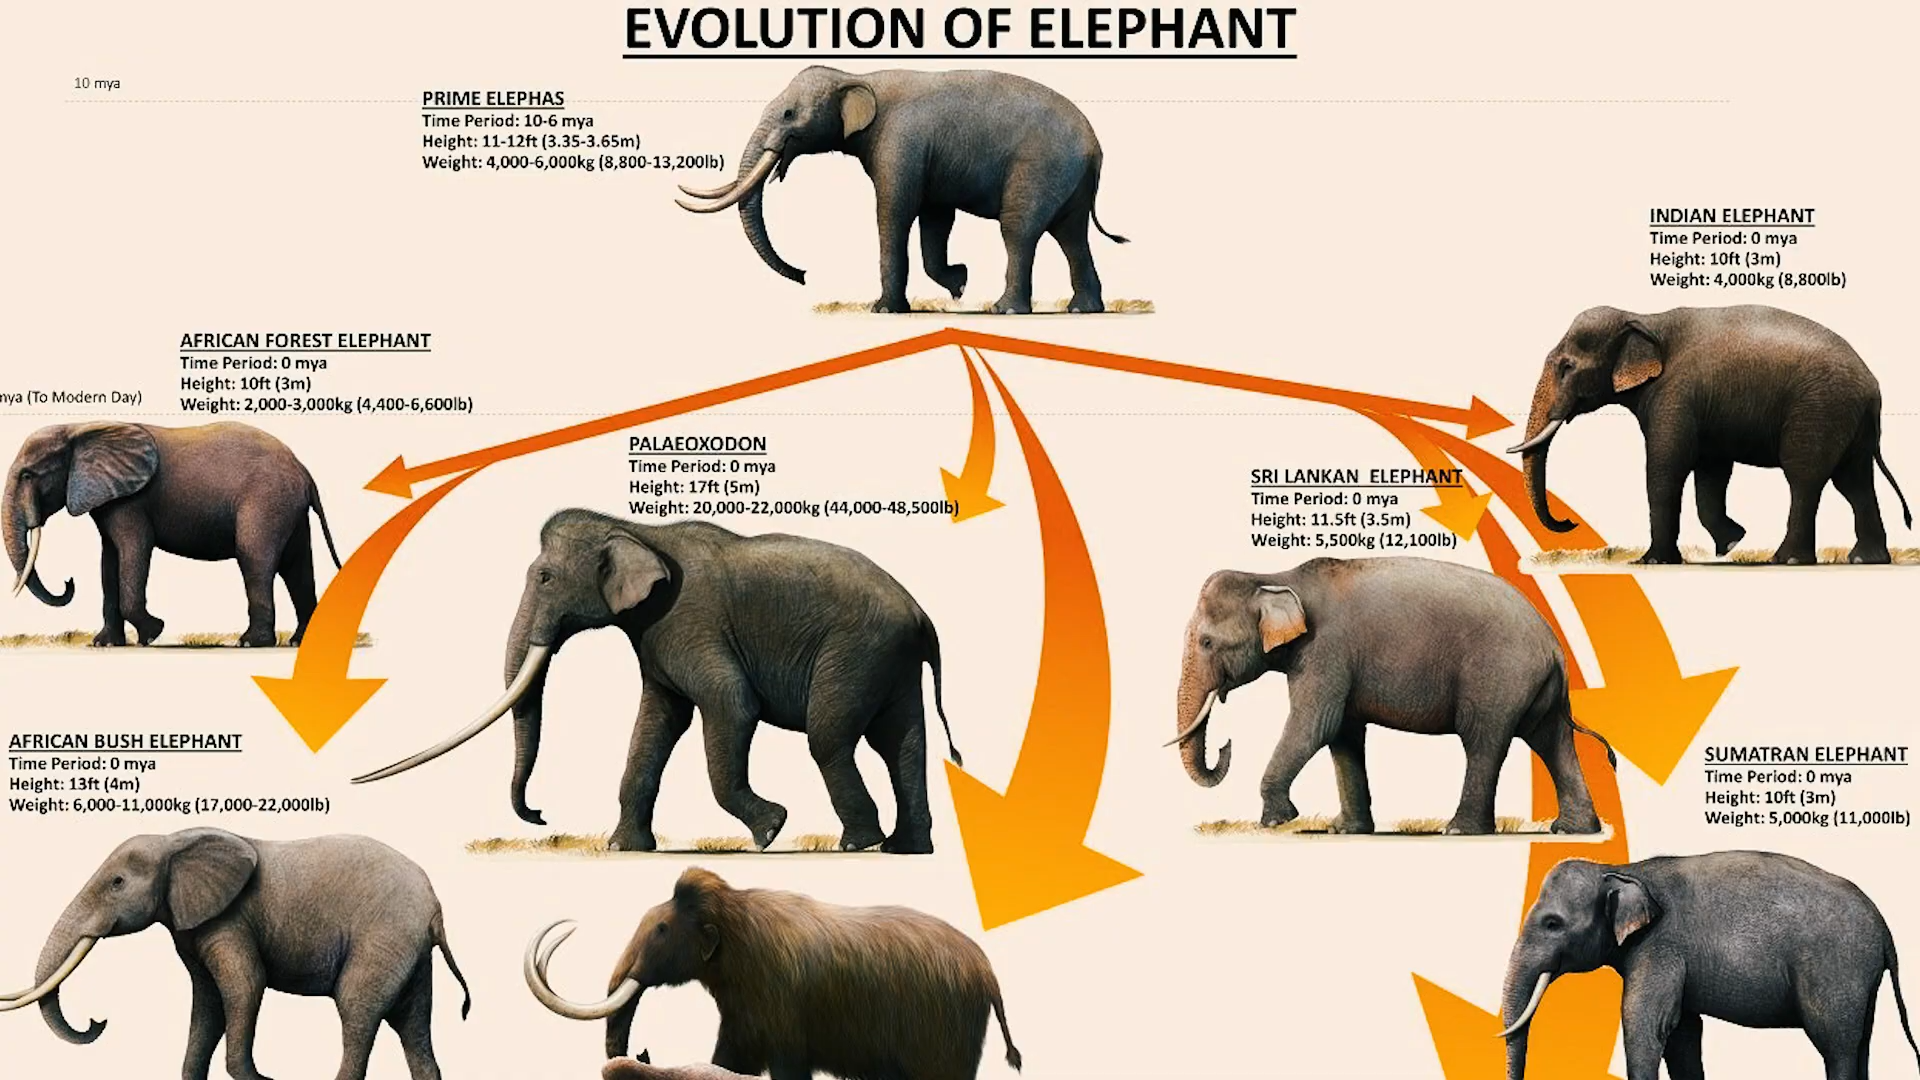 EVOLUTION OF ELEPHANT
10 mya
PRIME ELEPHAS
Time Period: 10-6 mya
Height: 11-12ft (3.35-3.65m)
Weight: 4,000-6,000kg (8,800-13,200lb)
INDIAN ELEPHANT
Time Period: 0 mya
Height: 10ft (3m)
Weight: 4,000kg (8,800lb)
AFRICAN FOREST ELEPHANT
Time Period: 0 mya
Height: 10ft (3m)
Weight: 2,000-3,000kg (4,400-6,600lb)
mya (To Modern Day)
PALAEOXODON
Time Period: 0 mya
Height: 17ft (5m)
Weight: 20,000-22,000kg (44,000-48,500lb)
SRI LANKAN ELEPHANT
Time Period: 0 mya
Height: 11.5ft (3.5m)
Weight: 5,500kg (12,100lb)
AFRICAN BUSH ELEPHANT
Time Period: 0 mya
Height: 13ft (4m)
Weight: 6,000-11,000kg (17,000-22,000lb)
SUMATRAN ELEPHANT
Time Period: 0 mya
Height: 10ft (3m)
Weight: 5,000kg (11,000lb)